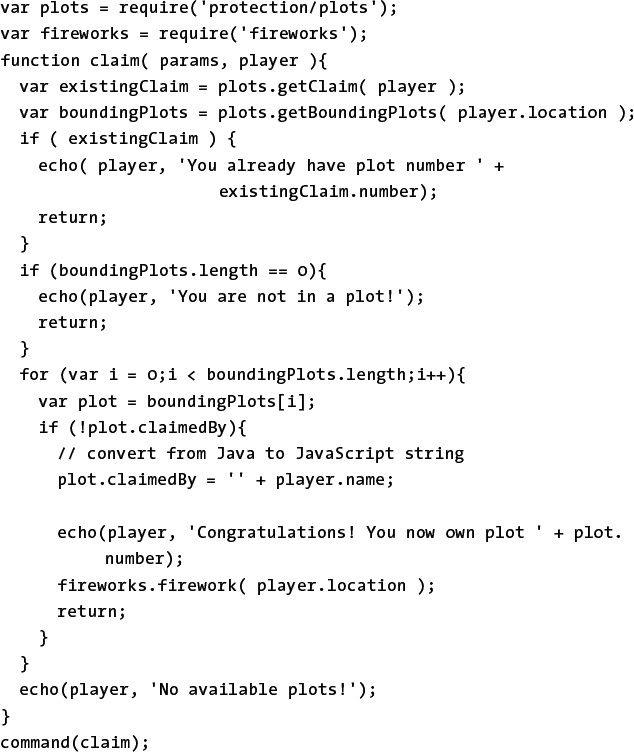 var plots = require('protection/plots');
var fireworks = require('fireworks');
function claim( params, player ){
  var existingClaim = plots.getClaim( player );
  var boundingPlots = plots.getBoundingPlots( player.location );
  if ( existingClaim ) {
    echo( player, 'You already have plot number ' +
                       existingClaim.number);
    return;
  }
  if (boundingPlots.length == 0){
    echo(player, 'You are not in a plot!');
    return;
  }
  for (var i = 0;i < boundingPlots.length;i++){
    var plot = boundingPlots[i];
    if (!plot.claimedBy){
      // convert from Java to JavaScript string
      plot.claimedBy = '' + player.name;

      echo(player, 'Congratulations! You now own plot ' + plot.
           number);
      fireworks.firework( player.location );
      return;
    }
  }
  echo(player, 'No available plots!');
}
command(claim);